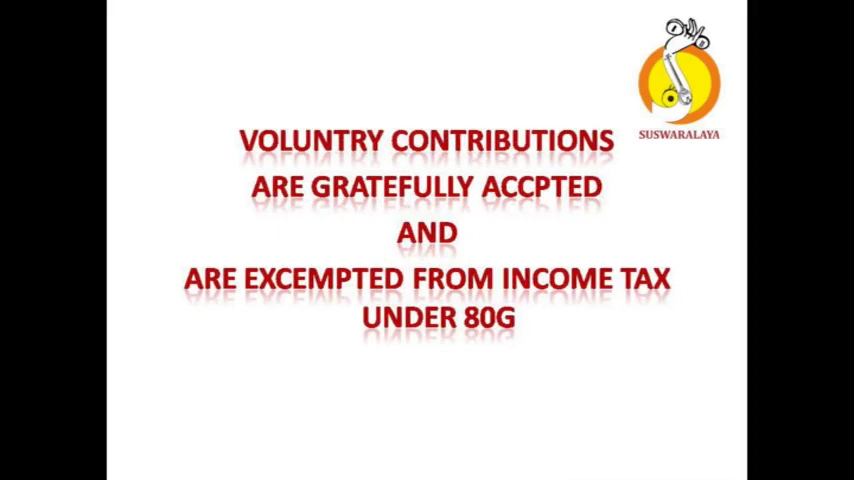 SUSWARALAYA
VOLUNTRY CONTRIBUTIONS
ARE GRATEFULLY ACCPTED
AND
ARE EXCEMPTED FROM INCOME TAX
UNDER 80G